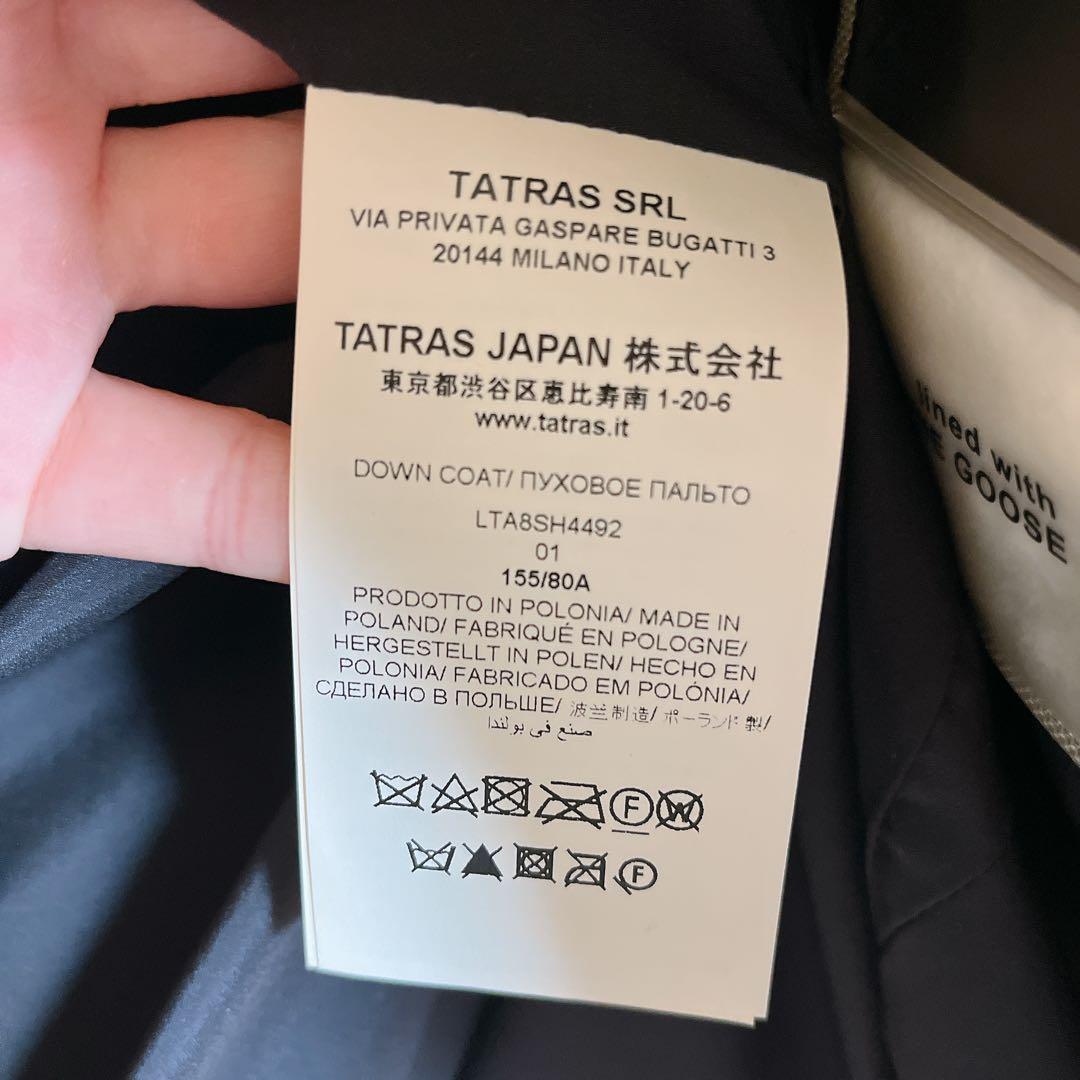 TATRAS SRL
VIA PRIVATA GASPARE BUGATTI 3
20144 MILANO ITALY
TATRAS JAPAN 株式会社
東京都渋谷区恵比寿南 1-20-6
www.tatras.it
DOWN COAT/ ПУХОВОЕ ПАЛЬТО
LTA8SH4492
01
155/80A
PRODOTTO IN POLONIA/ MADE IN
POLAND/ FABRIQUÉ EN POLOGNE/
HERGESTELLT IN POLEN/ HECHO EN
POLONIA/ FABRICADO EM POLÓNIA/
СДЕЛАНО В ПОЛЬШЕ/ 波兰制造/ ポーランド製/
صنع في بولندا
F W
F
lined with
GOOSE